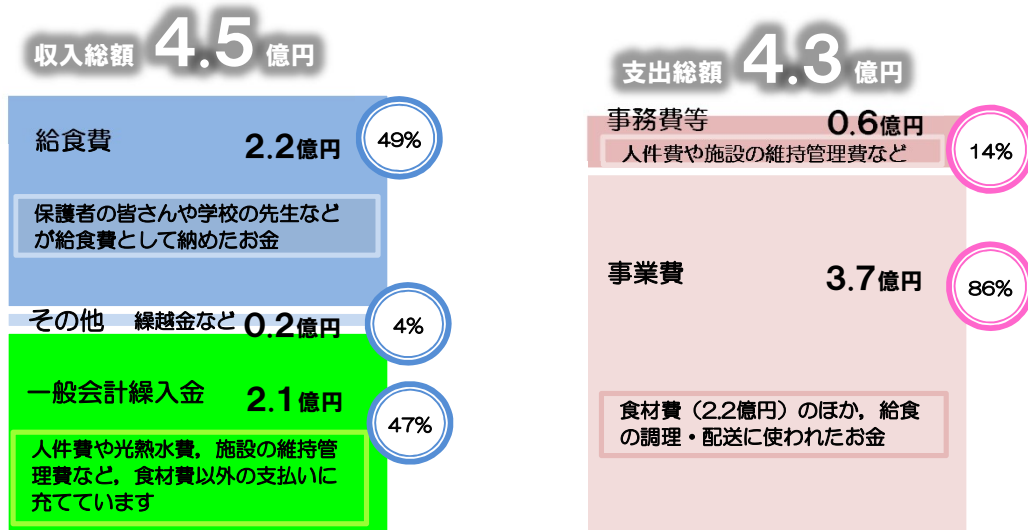 収入総額 4.5 億円
給食費 2.2億円 49%
保護者の皆さんや学校の先生など
が給食費として納めたお金
その他 繰越金など 0.2億円 4%
一般会計繰入金 2.1億円 47%
人件費や光熱水費，施設の維持管
理費など，食材費以外の支払いに
充てています
支出総額 4.3 億円
事務費等 0.6億円 14%
人件費や施設の維持管理費など
事業費 3.7億円 86%
食材費（2.2億円）のほか，給食
の調理・配送に使われたお金